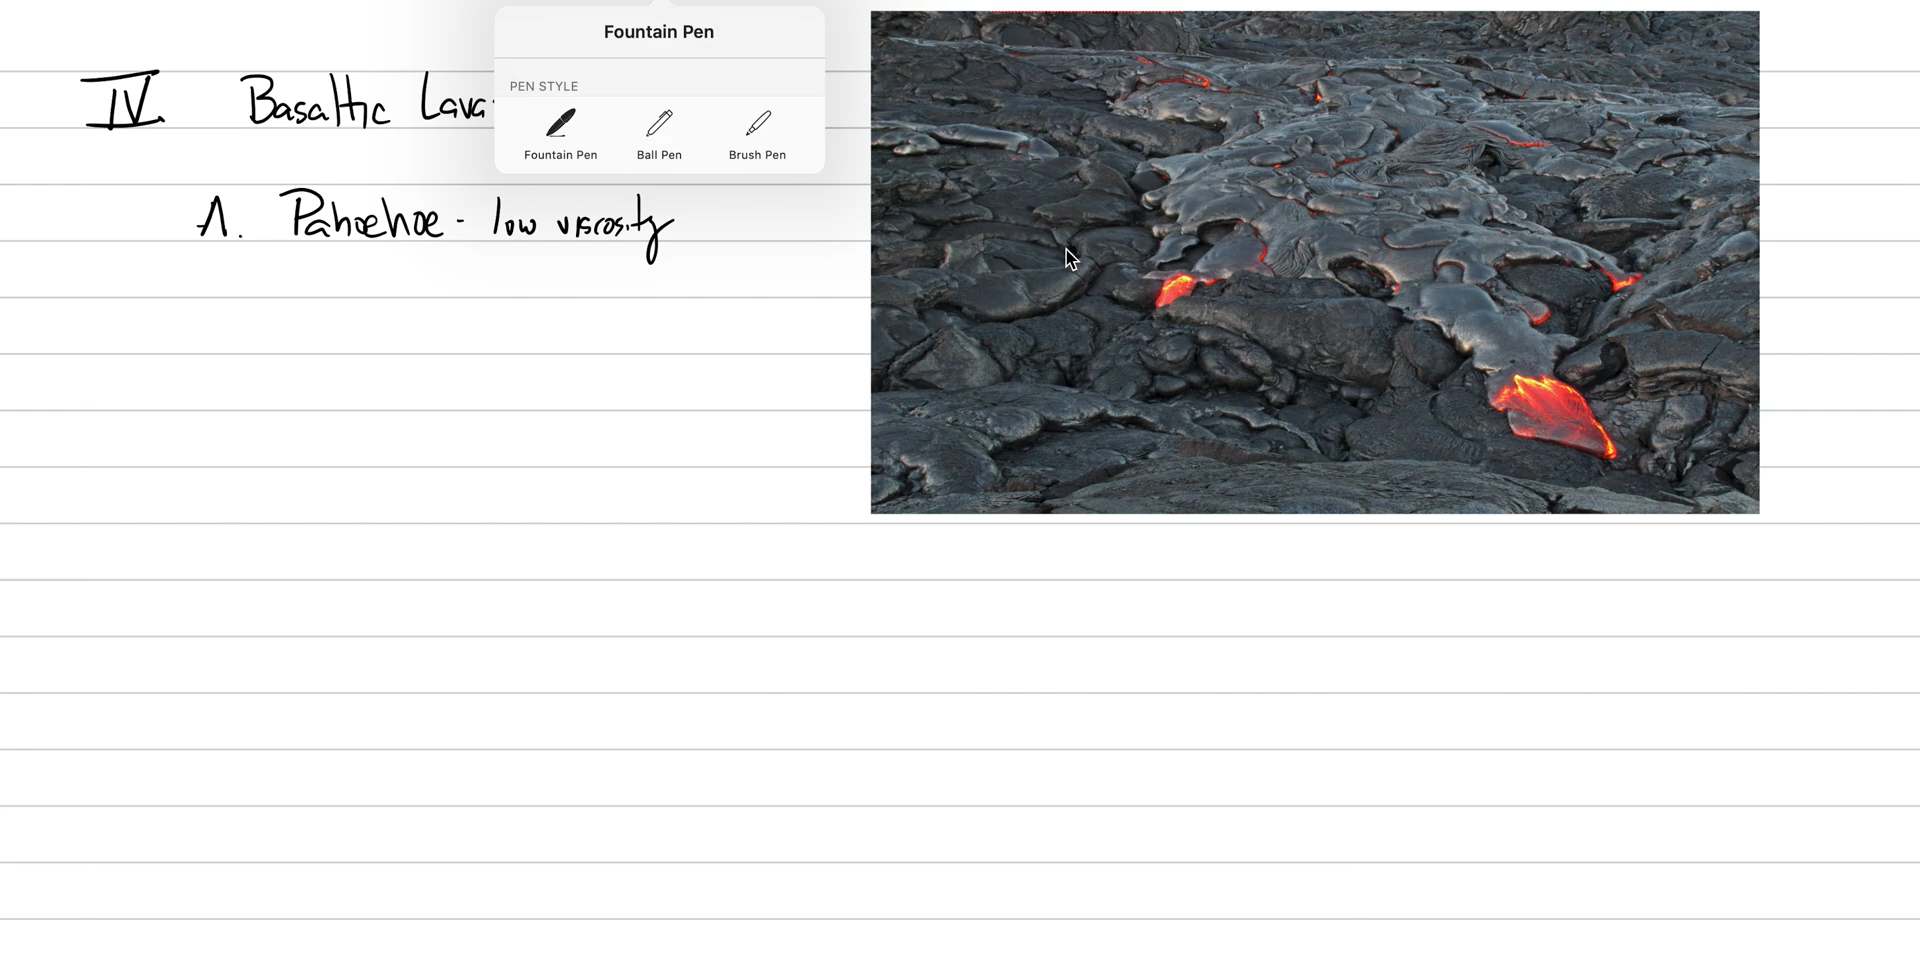 Fountain Pen
PEN STYLE
Fountain Pen Ball Pen Brush Pen
IV. Basaltic Lava
A. Pahoehoe - low viscosity